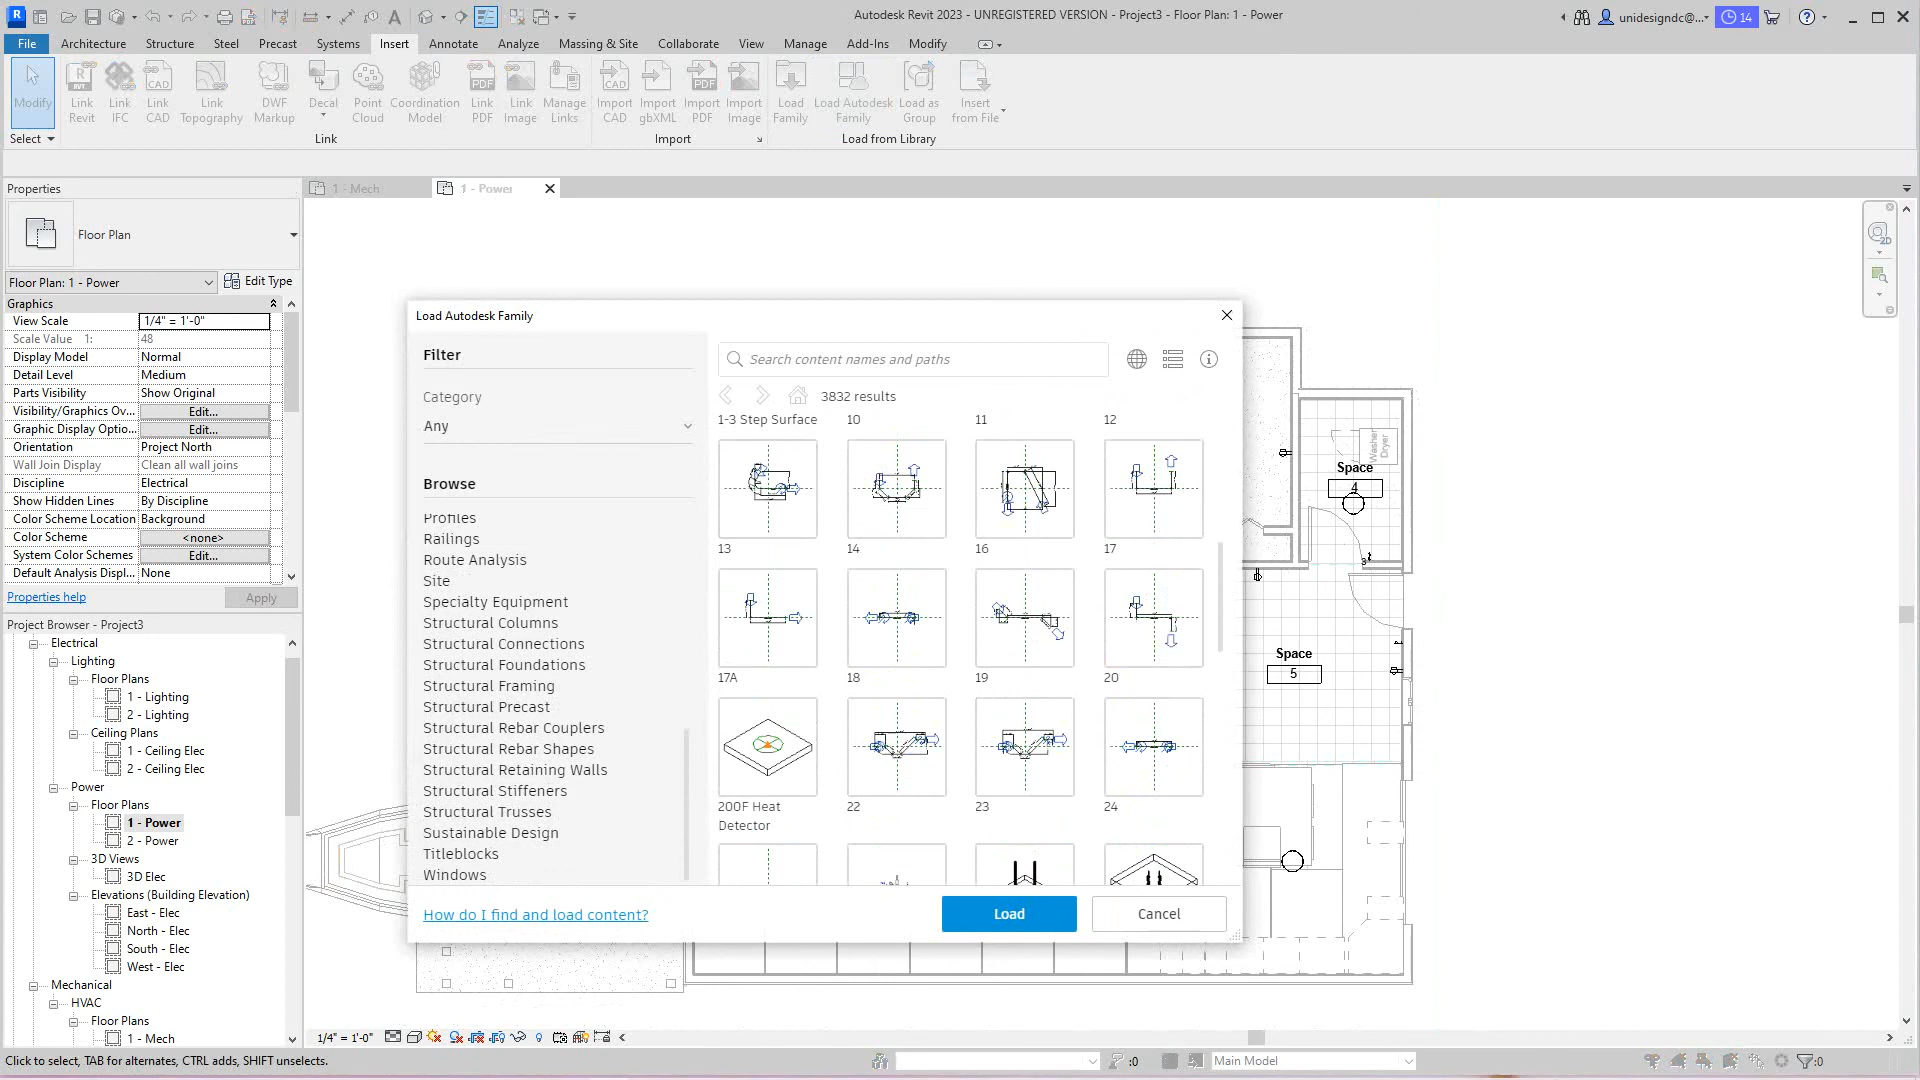 Autodesk Revit 2023 - UNREGISTERED VERSION - Project3 - Floor Plan: 1 - Power
unidesigndc@...
14
File Architecture Structure Steel Precast Systems Insert Annotate Analyze Massing & Site Collaborate View Manage Add-Ins Modify
Modify
Link Revit
Link IFC
Link CAD
Link Topography
DWF Markup
Decal
Point Cloud
Coordination Model
Link PDF
Link Image
Manage Links
Import CAD
Import gbXML
Import PDF
Import Image
Load Family
Load Autodesk Family
Load as Group
Insert from File
Select
Link
Import
Load from Library
Properties
1 - Mech
1 - Power
Floor Plan
Floor Plan: 1 - Power
Edit Type
Graphics
View Scale 1/4" = 1'-0"
Scale Value 1: 48
Display Model Normal
Detail Level Medium
Parts Visibility Show Original
Visibility/Graphics Ov... Edit...
Graphic Display Optio... Edit...
Orientation Project North
Wall Join Display Clean all wall joins
Discipline Electrical
Show Hidden Lines By Discipline
Color Scheme Location Background
Color Scheme <none>
System Color Schemes Edit...
Default Analysis Displ... None
Properties help
Apply
Project Browser - Project3
Electrical
Lighting
Floor Plans
1 - Lighting
2 - Lighting
Ceiling Plans
1 - Ceiling Elec
2 - Ceiling Elec
Power
Floor Plans
1 - Power
2 - Power
3D Views
3D Elec
Elevations (Building Elevation)
East - Elec
North - Elec
South - Elec
West - Elec
Mechanical
HVAC
Floor Plans
1 - Mech
Load Autodesk Family
Filter
Category
Any
Browse
Profiles
Railings
Route Analysis
Site
Specialty Equipment
Structural Columns
Structural Connections
Structural Foundations
Structural Framing
Structural Precast
Structural Rebar Couplers
Structural Rebar Shapes
Structural Retaining Walls
Structural Stiffeners
Structural Trusses
Sustainable Design
Titleblocks
Windows
Search content names and paths
3832 results
1-3 Step Surface 10 11 12
13 14 16 17
17A 18 19 20
200F Heat Detector 22 23 24
How do I find and load content?
Load
Cancel
Washer
Dryer
Space
4
3
Space
5
1/4" = 1'-0"
Click to select, TAB for alternates, CTRL adds, SHIFT unselects.
:0
Main Model
:0